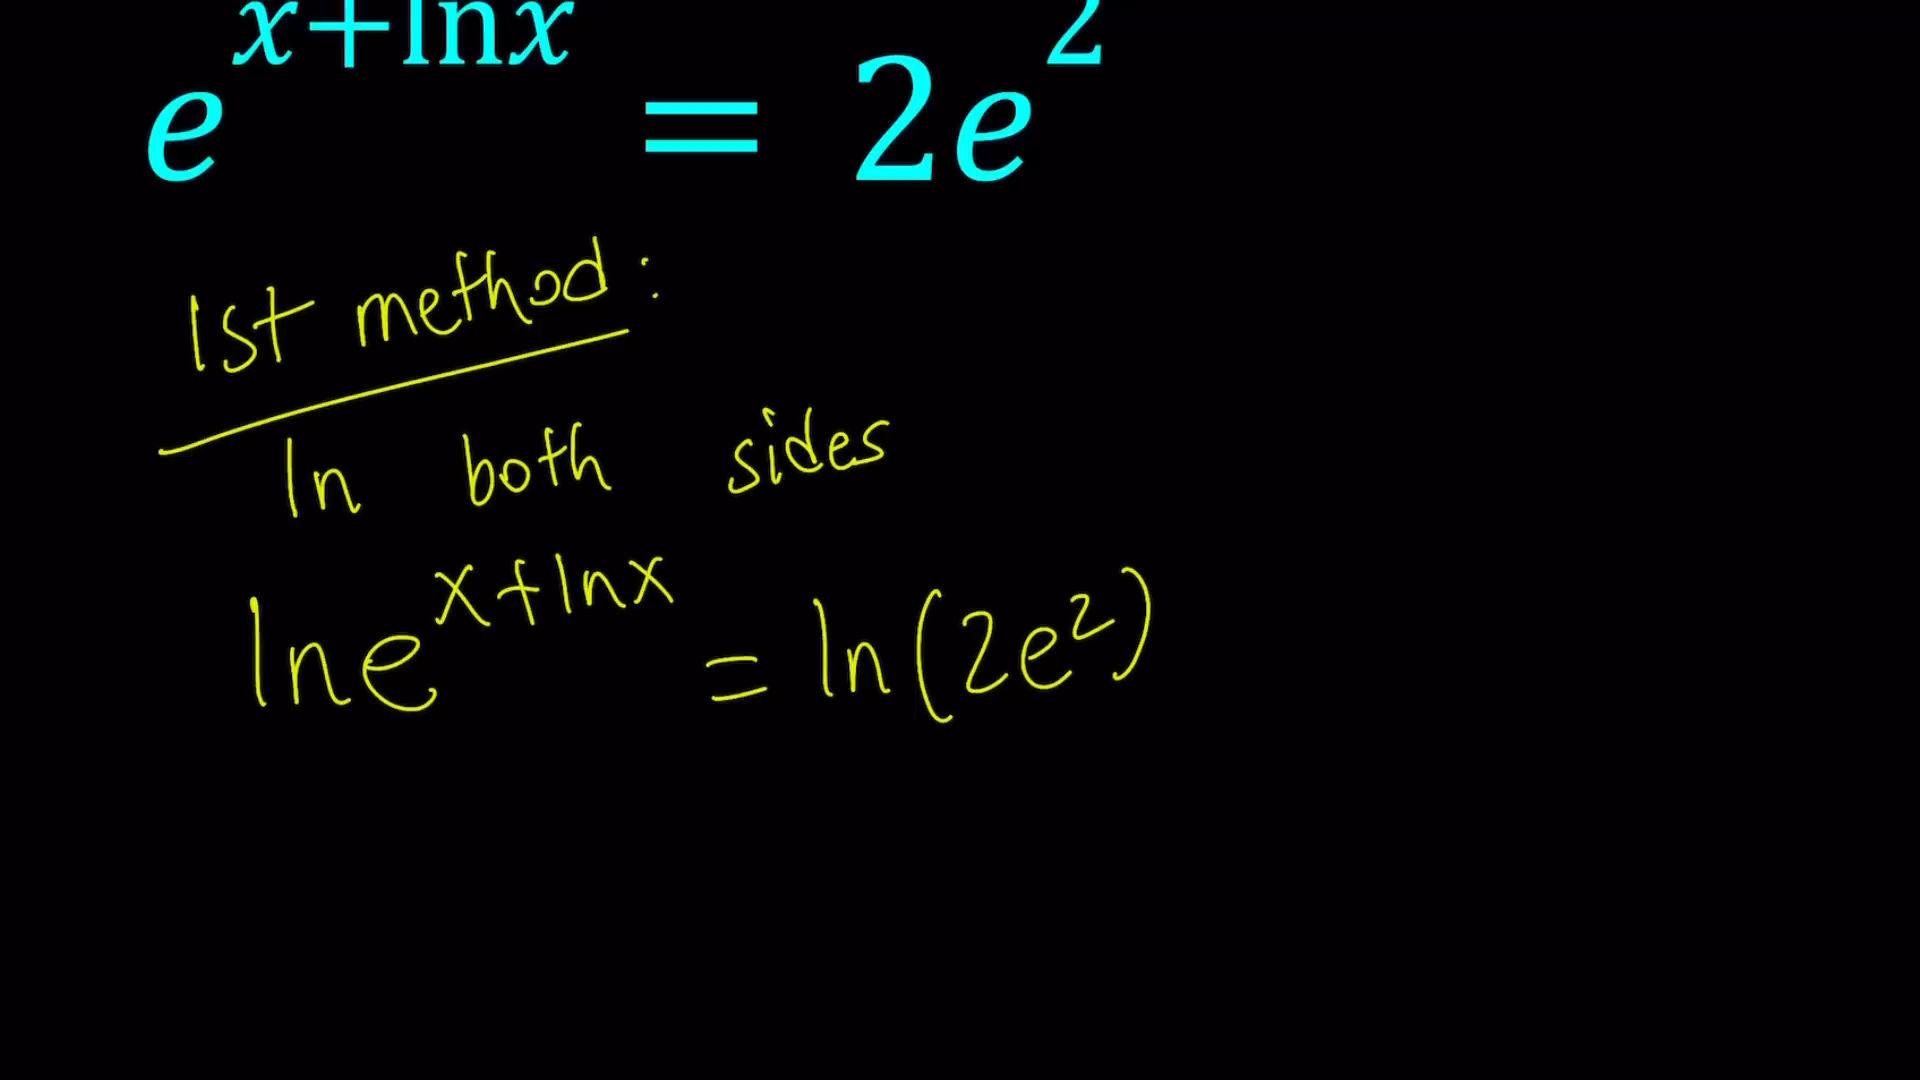 e^{x+lnx} = 2e^2
1st method:
ln both sides
lne^{x+lnx} = ln(2e^2)